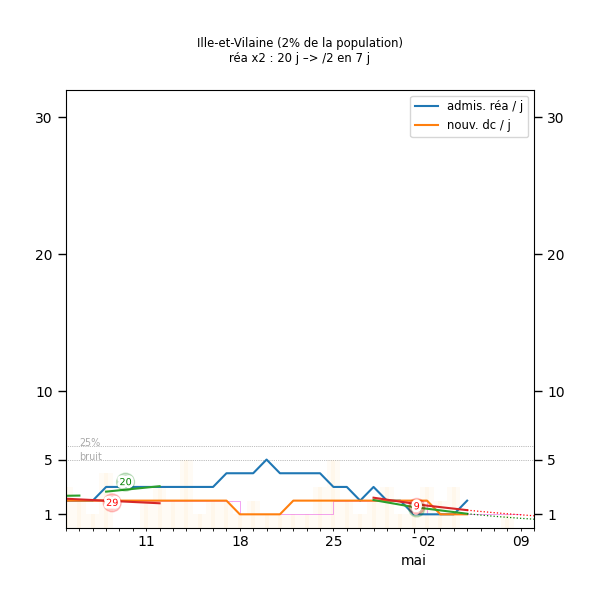 Ille-et-Vilaine (2% de la population)
réa x2 : 20 j –> /2 en 7 j
admis. réa / j
nouv. dc / j
30 30
20 20
10 10
25%
bruit
5 5
20
29
9
1 1
11 18 25 02 09
mai